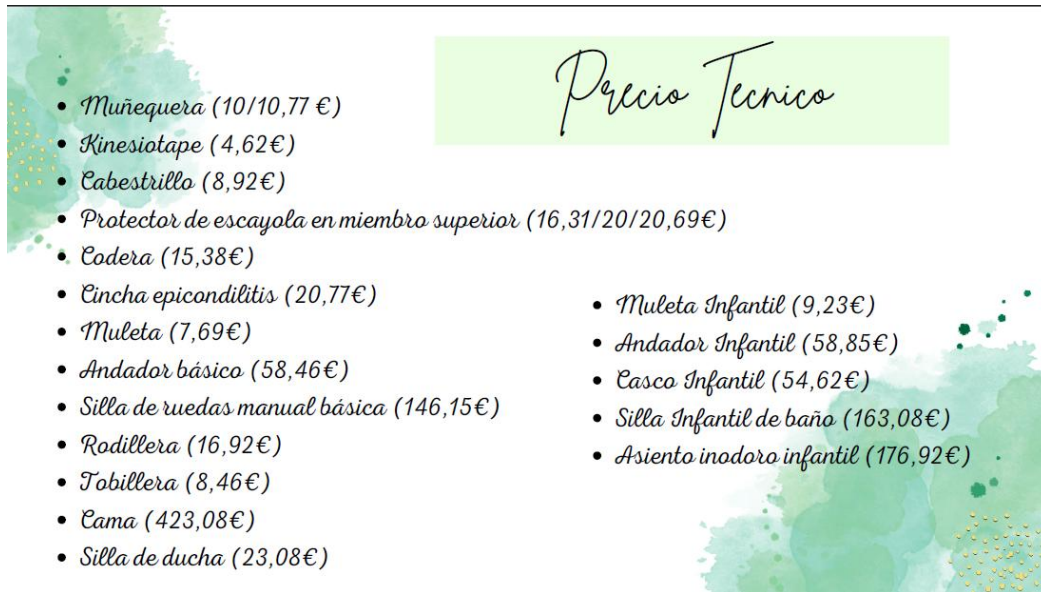 Precio Tecnico
• Muñequera (10/10,77 €)
• Kinesiotape (4,62€)
• Cabestrillo (8,92€)
• Protector de escayola en miembro superior (16,31/20/20,69€)
• Codera (15,38€)
• Cincha epicondilitis (20,77€)
• Muleta (7,69€)
• Andador básico (58,46€)
• Silla de ruedas manual básica (146,15€)
• Rodillera (16,92€)
• Tobillera (8,46€)
• Cama (423,08€)
• Silla de ducha (23,08€)
• Muleta Infantil (9,23€)
• Andador Infantil (58,85€)
• Casco Infantil (54,62€)
• Silla Infantil de baño (163,08€)
• Asiento inodoro infantil (176,92€)